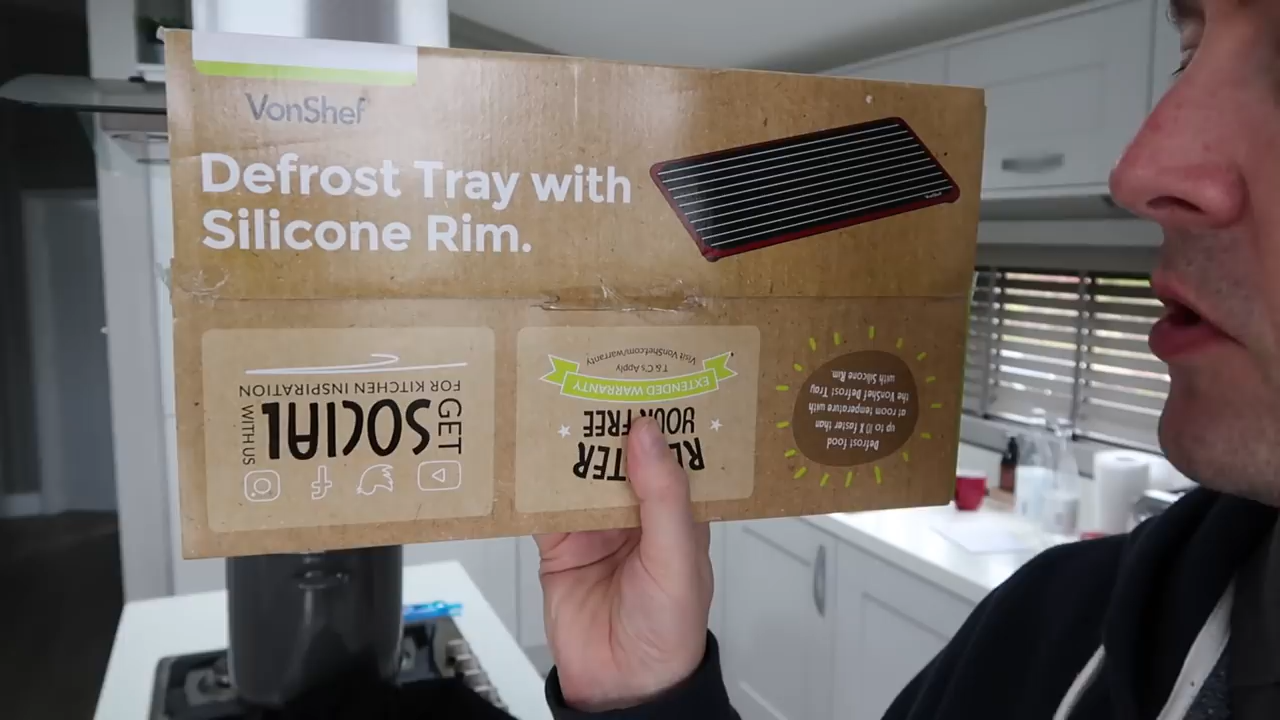 VonShef
Defrost Tray with
Silicone Rim.
GET
SOCIAL
WITH US
FOR KITCHEN INSPIRATION
YOUR FREE
EXTENDED WARRANTY
T & C's Apply
Visit VonShef.com/warranty
Defrost food
up to 10 X faster than
at room temperature with
the VonShef Defrost Tray
with Silicone Rim